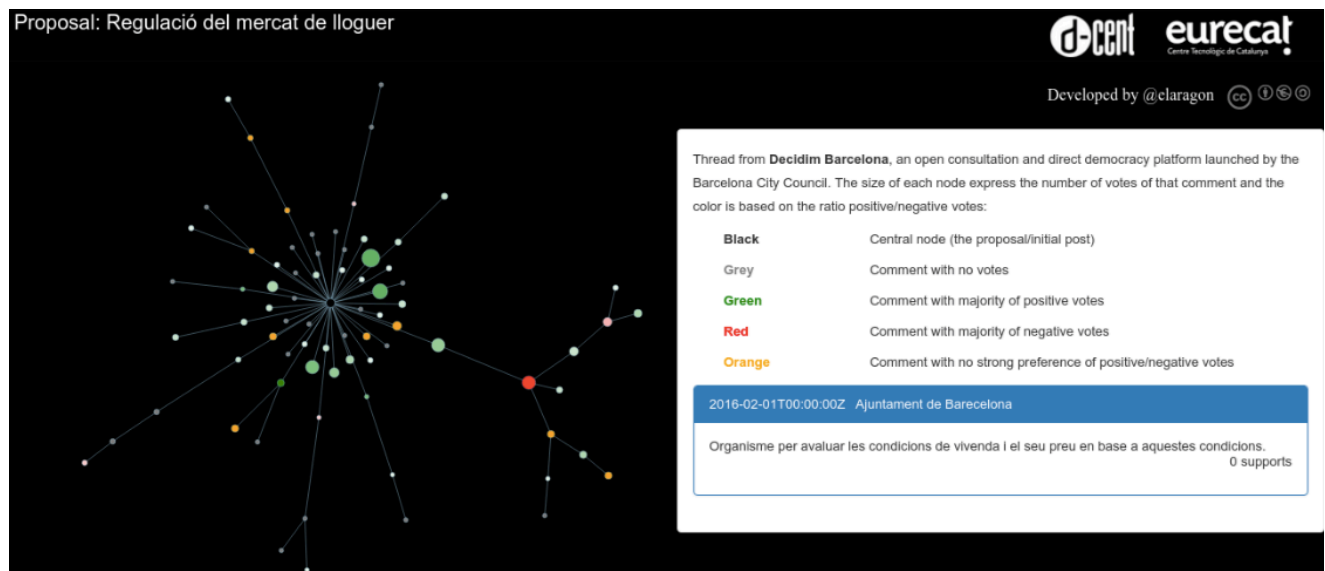 Proposal: Regulació del mercat de lloguer
d-cent
eurecat
Centre Tecnològic de Catalunya
Developed by @elaragon
cc
Thread from Decidim Barcelona, an open consultation and direct democracy platform launched by the
Barcelona City Council. The size of each node express the number of votes of that comment and the
color is based on the ratio positive/negative votes:
Black Central node (the proposal/initial post)
Grey Comment with no votes
Green Comment with majority of positive votes
Red Comment with majority of negative votes
Orange Comment with no strong preference of positive/negative votes
2016-02-01T00:00:00Z Ajuntament de Barecelona
Organisme per avaluar les condicions de vivenda i el seu preu en base a aquestes condicions.
0 supports